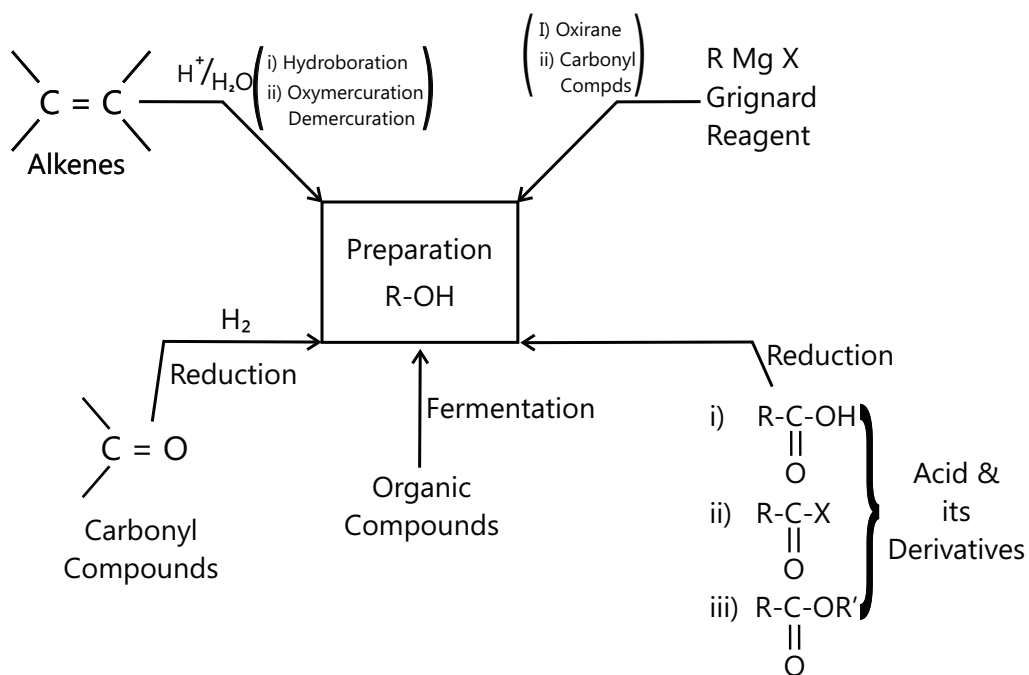 C = C
Alkenes
H⁺/H₂O
i) Hydroboration
ii) Oxymercuration
Demercuration
I) Oxirane
ii) Carbonyl
Compds
R Mg X
Grignard
Reagent
Preparation
R-OH
H₂
Reduction
C = O
Carbonyl
Compounds
Fermentation
Organic
Compounds
Reduction
i) R-C-OH
O
ii) R-C-X
O
iii) R-C-OR’
O
Acid &
its
Derivatives